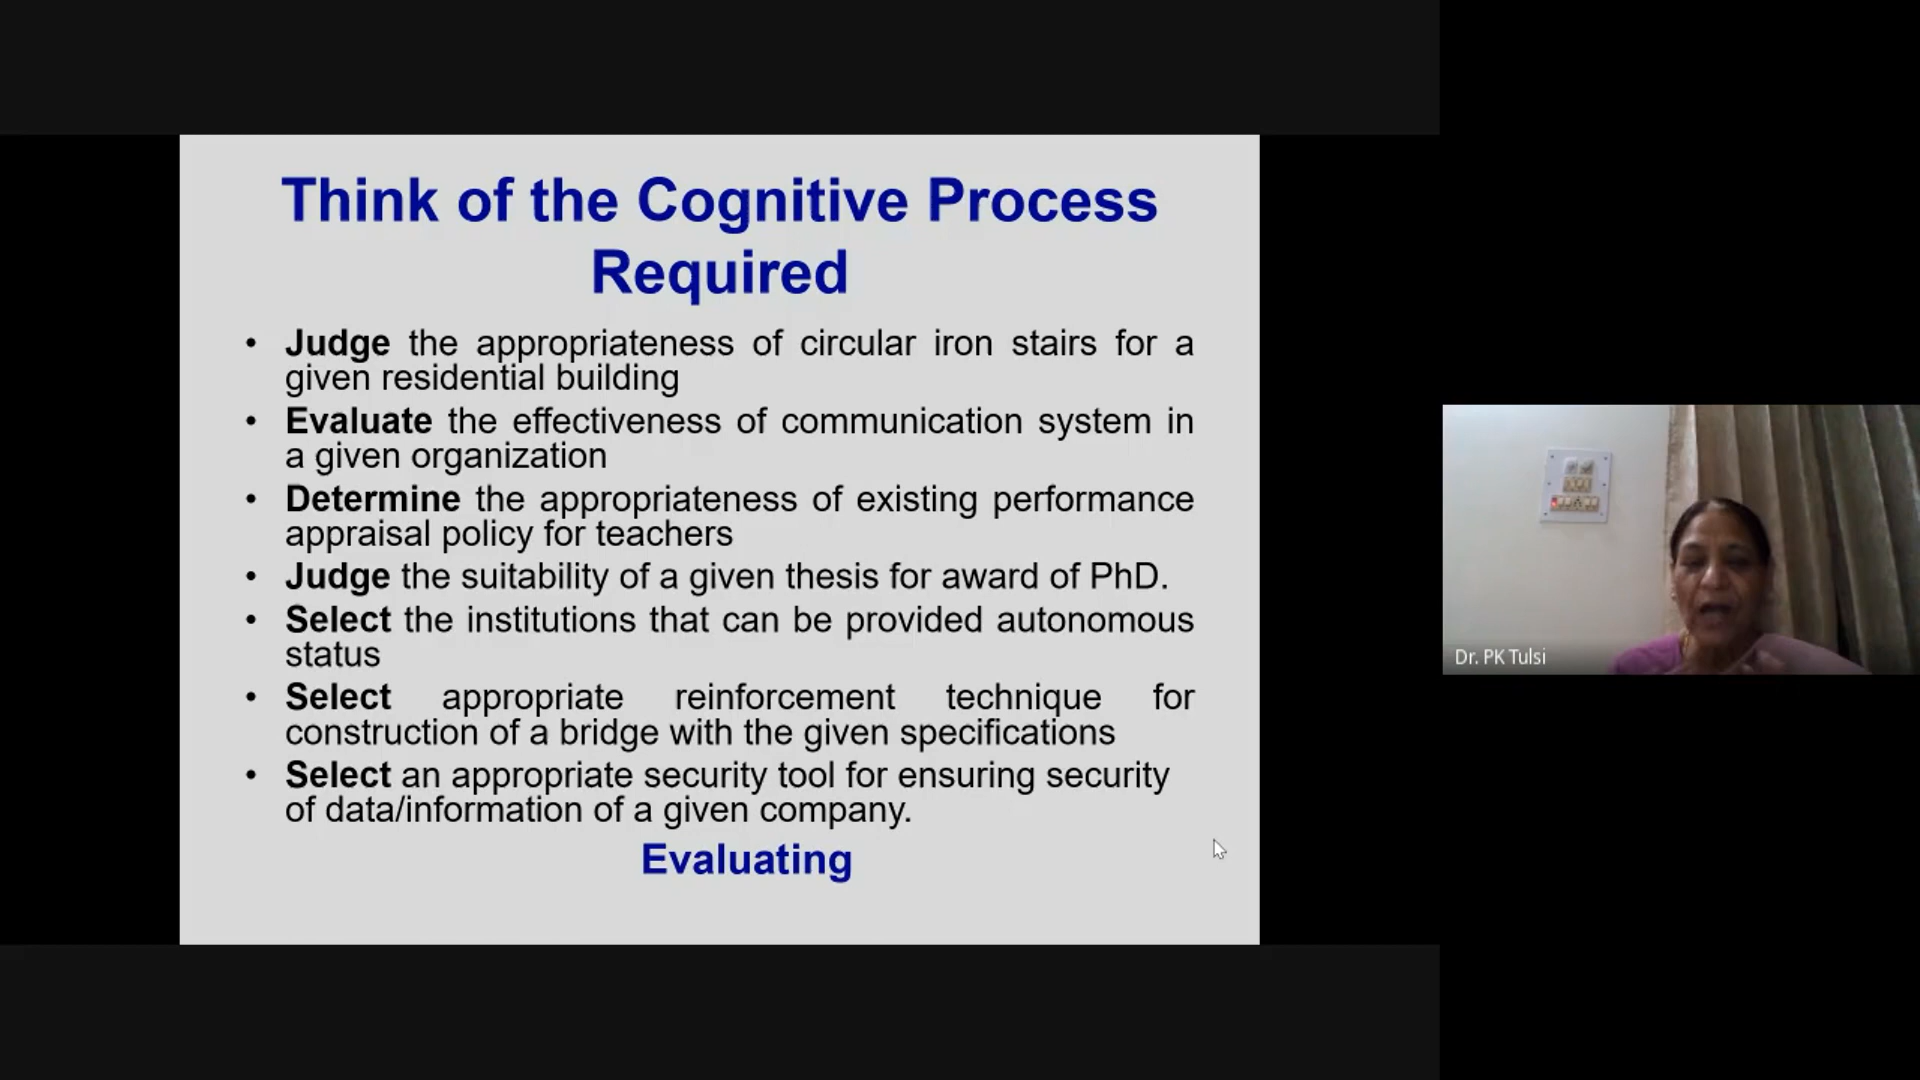 Think of the Cognitive Process
Required
• Judge the appropriateness of circular iron stairs for a
given residential building
• Evaluate the effectiveness of communication system in
a given organization
• Determine the appropriateness of existing performance
appraisal policy for teachers
• Judge the suitability of a given thesis for award of PhD.
• Select the institutions that can be provided autonomous
status
• Select appropriate reinforcement technique for
construction of a bridge with the given specifications
• Select an appropriate security tool for ensuring security
of data/information of a given company.
Evaluating
Dr. PK Tulsi